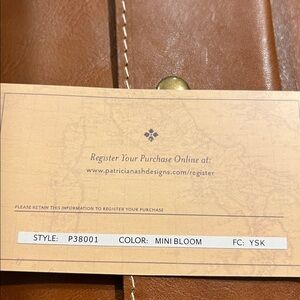 Register Your Purchase Online at:
www.patricianashdesigns.com/register
PLEASE RETAIN THIS INFORMATION TO REGISTER YOUR PURCHASE
STYLE: P38001 COLOR: MINI BLOOM FC: YSK